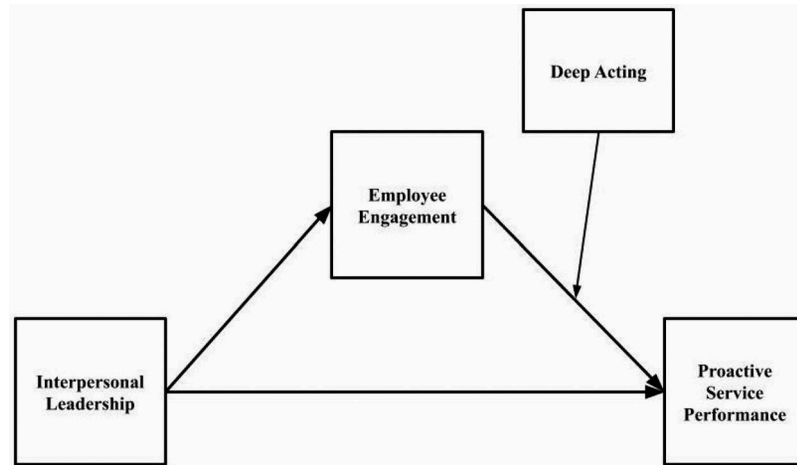 Deep Acting
Employee
Engagement
Interpersonal
Leadership
Proactive
Service
Performance